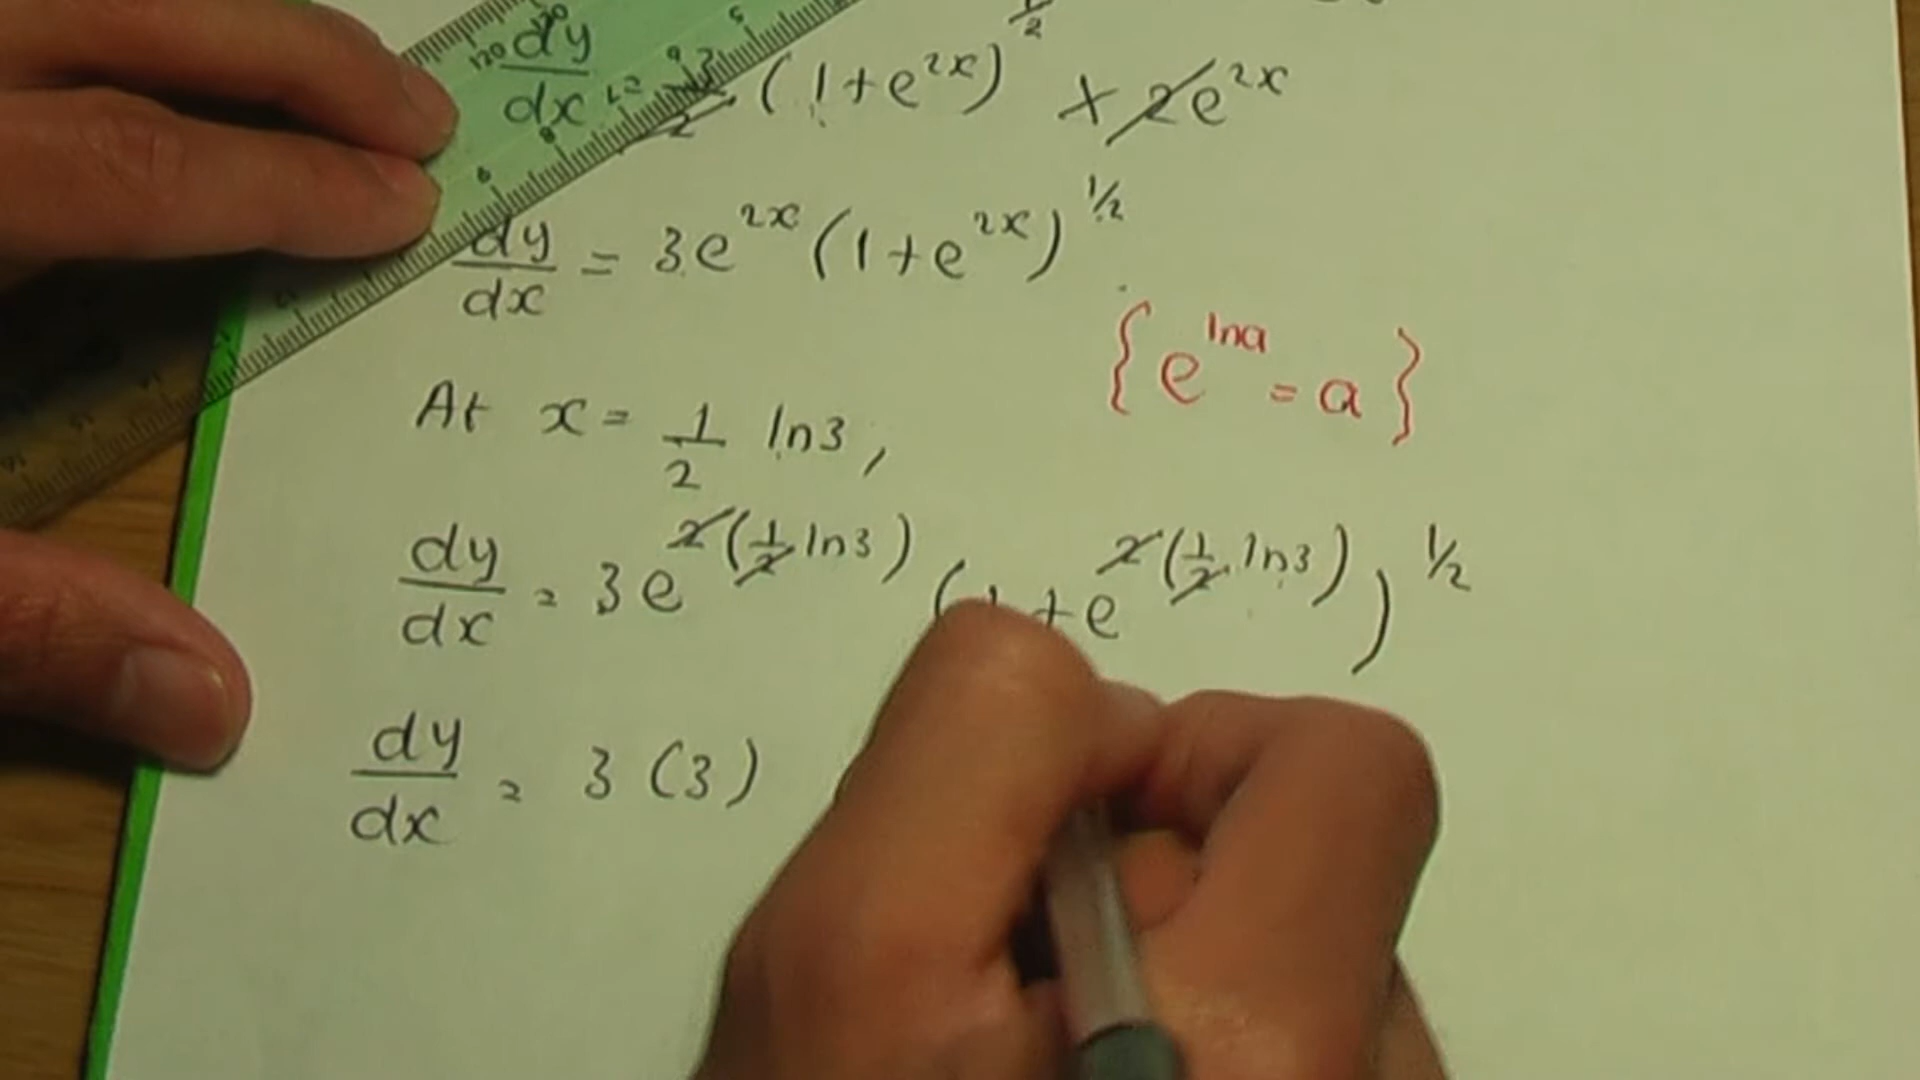 dy/dx = 3/2 (1+e^2x)^1/2 × 2e^2x
dy/dx = 3e^2x (1+e^2x)^1/2
{e^lna = a}
At x = 1/2 ln3,
dy/dx = 3e^2(1/2 ln3) (1+e^2(1/2 ln3))^1/2
dy/dx = 3(3)